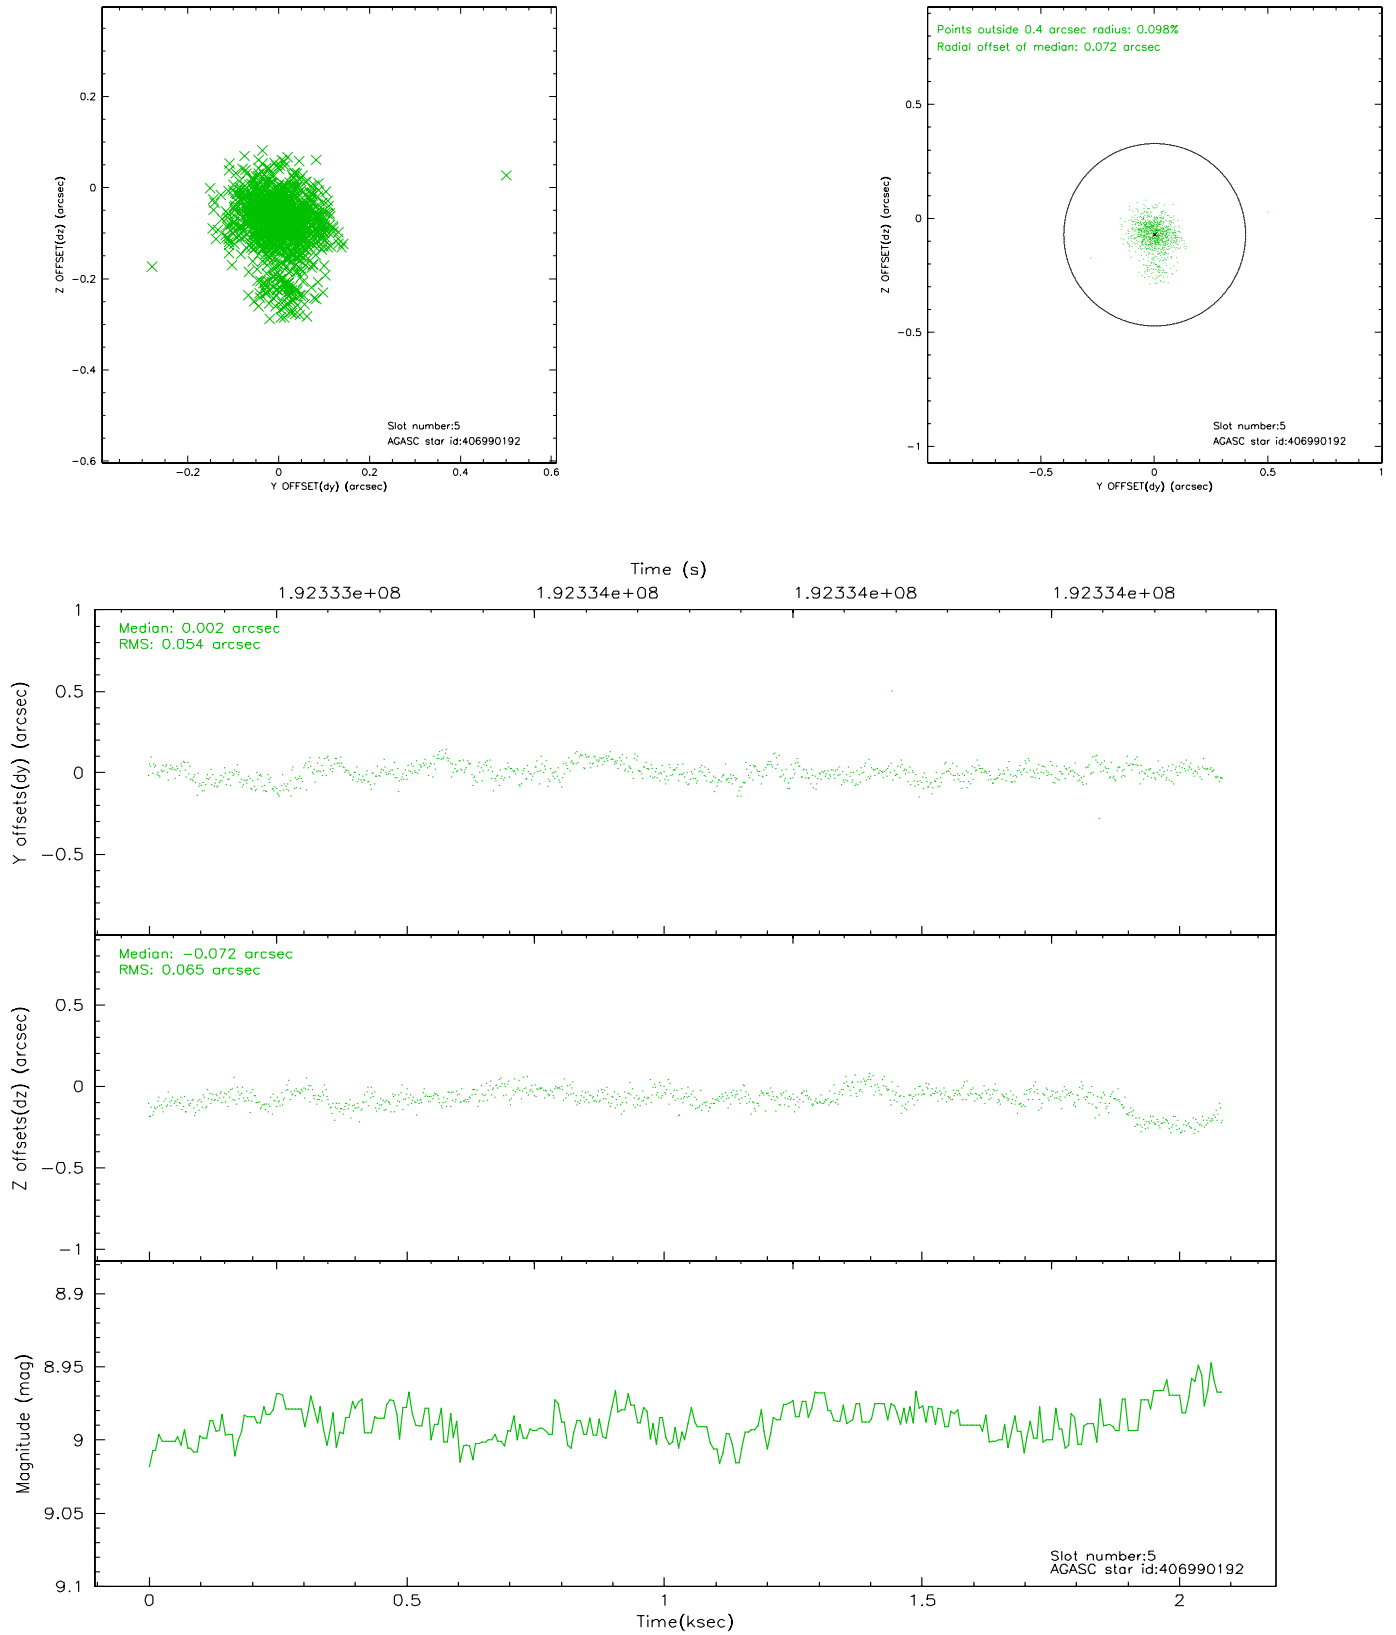 0.2
0
−0.2
−0.4
−0.6
Z OFFSET(dz) (arcsec)
Slot number:5
AGASC star id:406990192
−0.2 0 0.2 0.4 0.6
Y OFFSET(dy) (arcsec)
Points outside 0.4 arcsec radius: 0.098%
Radial offset of median: 0.072 arcsec
0.5
0
−0.5
−1
Z OFFSET(dz) (arcsec)
Slot number:5
AGASC star id:406990192
−0.5 0 0.5 1
Y OFFSET(dy) (arcsec)
Time (s)
1.92333e+08 1.92334e+08 1.92334e+08 1.92334e+08
Median: 0.002 arcsec
RMS: 0.054 arcsec
1
0.5
0
−0.5
Y offsets(dy) (arcsec)
Median: −0.072 arcsec
RMS: 0.065 arcsec
0.5
0
−0.5
−1
Z offsets(dz) (arcsec)
8.9
8.95
9
9.05
9.1
Magnitude (mag)
Slot number:5
AGASC star id:406990192
0 0.5 1 1.5 2
Time(ksec)